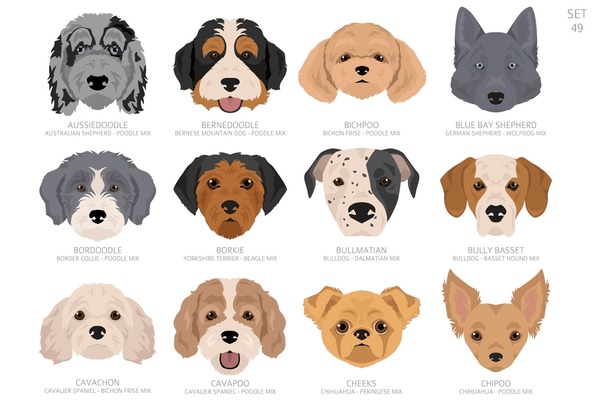 SET
49
AUSSIEDOODLE
AUSTRALIAN SHEPHERD - POODLE MIX
BERNEDOODLE
BERNESE MOUNTAIN DOG - POODLE MIX
BICHPOO
BICHON FRISE - POODLE MIX
BLUE BAY SHEPHERD
GERMAN SHEPHERD - WOLFDOG MIX
BORDOODLE
BORDER COLLIE - POODLE MIX
BORKIE
YORKSHIRE TERRIER - BEAGLE MIX
BULLMATIAN
BULLDOG - DALMATIAN MIX
BULLY BASSET
BULLDOG - BASSET HOUND MIX
CAVACHON
CAVALIER SPANIEL - BICHON FRISE MIX
CAVAPOO
CAVALIER SPANIEL - POODLE MIX
CHEEKS
CHIHUAHUA - PEKINGESE MIX
CHIPOO
CHIHUAHUA - POODLE MIX